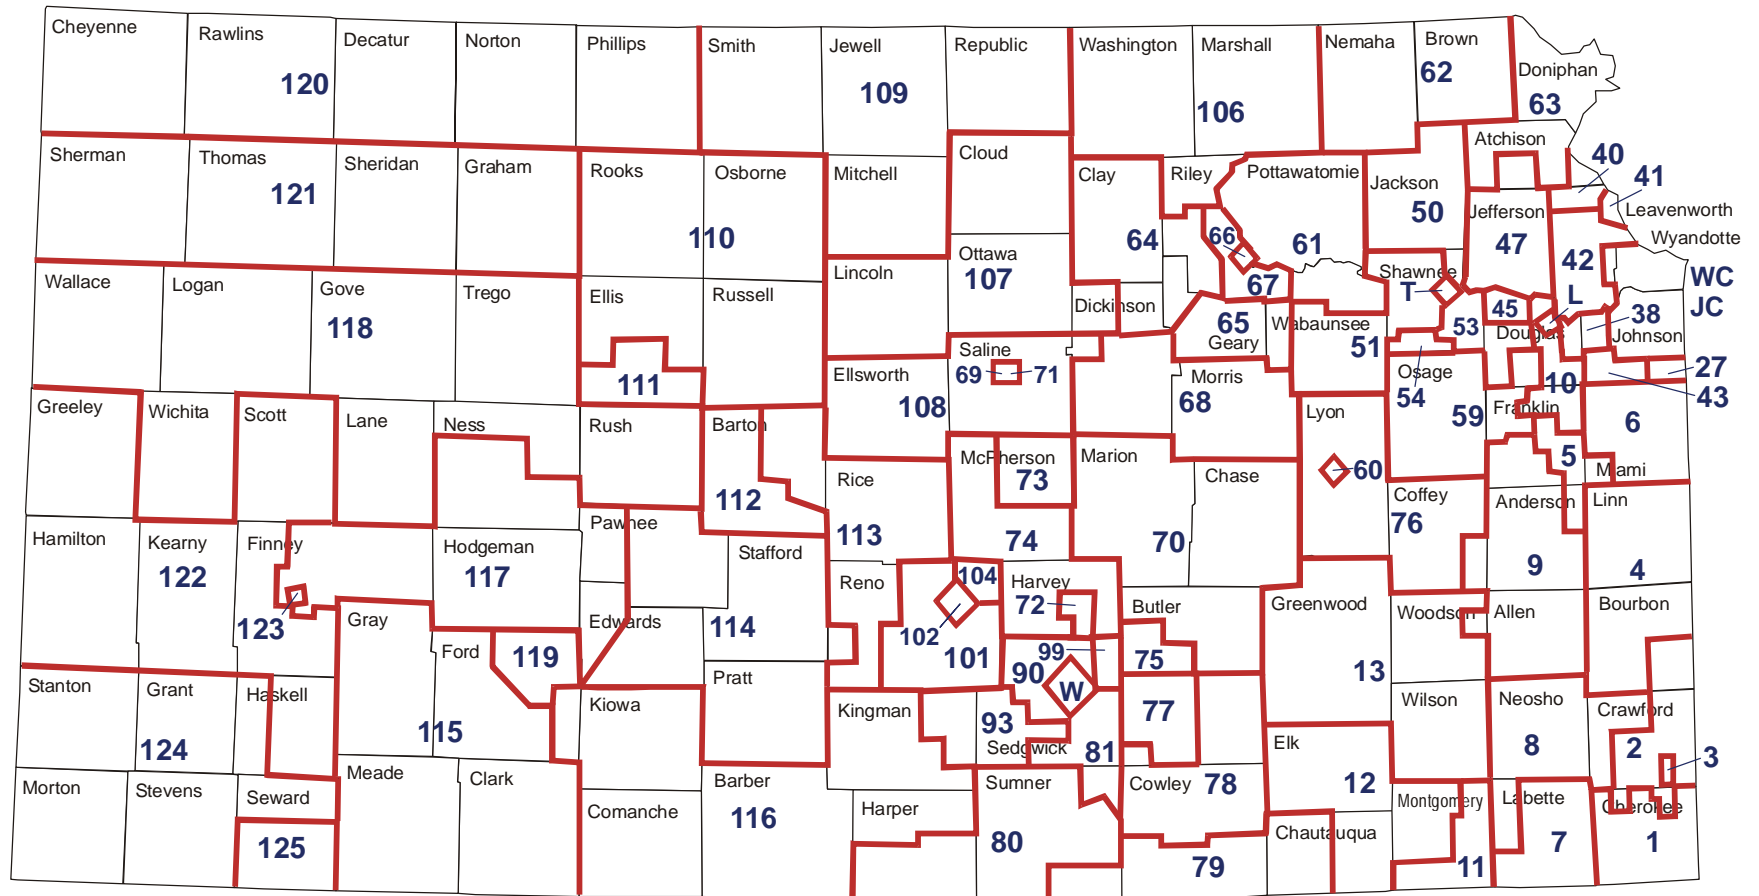 Cheyenne
Rawlins
Decatur
Norton
Phillips
Smith
Jewell
Republic
Washington
Marshall
Nemaha
Brown
Doniphan
120
109
106
62
63
Sherman
Thomas
Sheridan
Graham
Rooks
Osborne
Mitchell
Cloud
Clay
Riley
Pottawatomie
Jackson
Atchison
40
41
121
110
64
66
61
50
Jefferson
47
Leavenworth
Wyandotte
Wallace
Logan
Gove
Trego
Ellis
Russell
Lincoln
Ottawa
107
Dickinson
67
Shawnee
T
42
L
WC
JC
118
65
Geary
Wabaunsee
51
53
45
Douglas
38
Johnson
111
Ellsworth
Saline
69
71
Morris
68
Osage
54
10
27
43
Greeley
Wichita
Scott
Lane
Ness
Rush
Barton
108
Lyon
59
Franklin
6
112
Rice
McPherson
73
Marion
Chase
60
5
Miami
Hamilton
Kearny
122
Finney
Hodgeman
117
Pawnee
Stafford
113
74
70
Coffey
76
Anderson
9
Linn
4
123
Gray
Ford
119
Edwards
114
Reno
104
102
101
Harvey
72
99
90
W
Butler
75
Greenwood
13
Woodson
Allen
Bourbon
Stanton
Grant
124
Haskell
115
Kiowa
Pratt
Kingman
93
Sedgwick
81
77
Elk
Wilson
Neosho
8
Crawford
2
3
Morton
Stevens
Seward
125
Meade
Clark
Comanche
Barber
116
Harper
Sumner
80
Cowley
78
79
12
Chautauqua
Montgomery
11
Labette
7
Cherokee
1